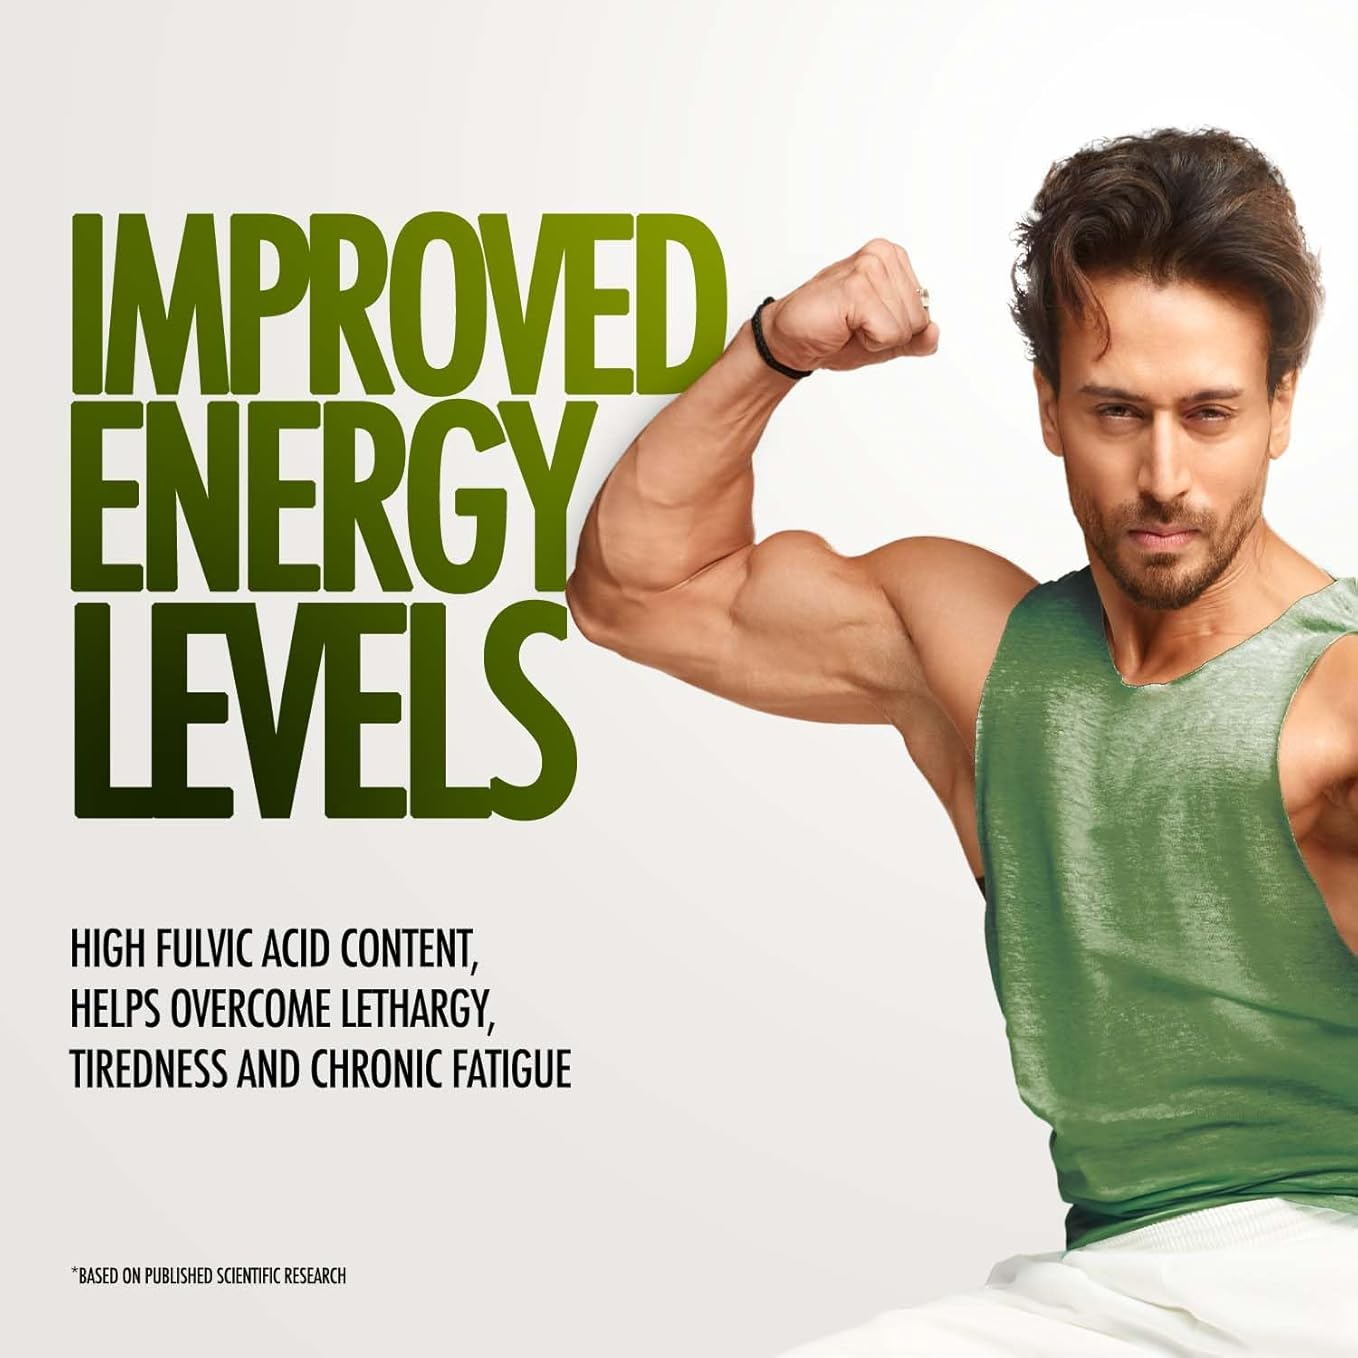 IMPROVED
ENERGY
LEVELS
HIGH FULVIC ACID CONTENT,
HELPS OVERCOME LETHARGY,
TIREDNESS AND CHRONIC FATIGUE
*BASED ON PUBLISHED SCIENTIFIC RESEARCH